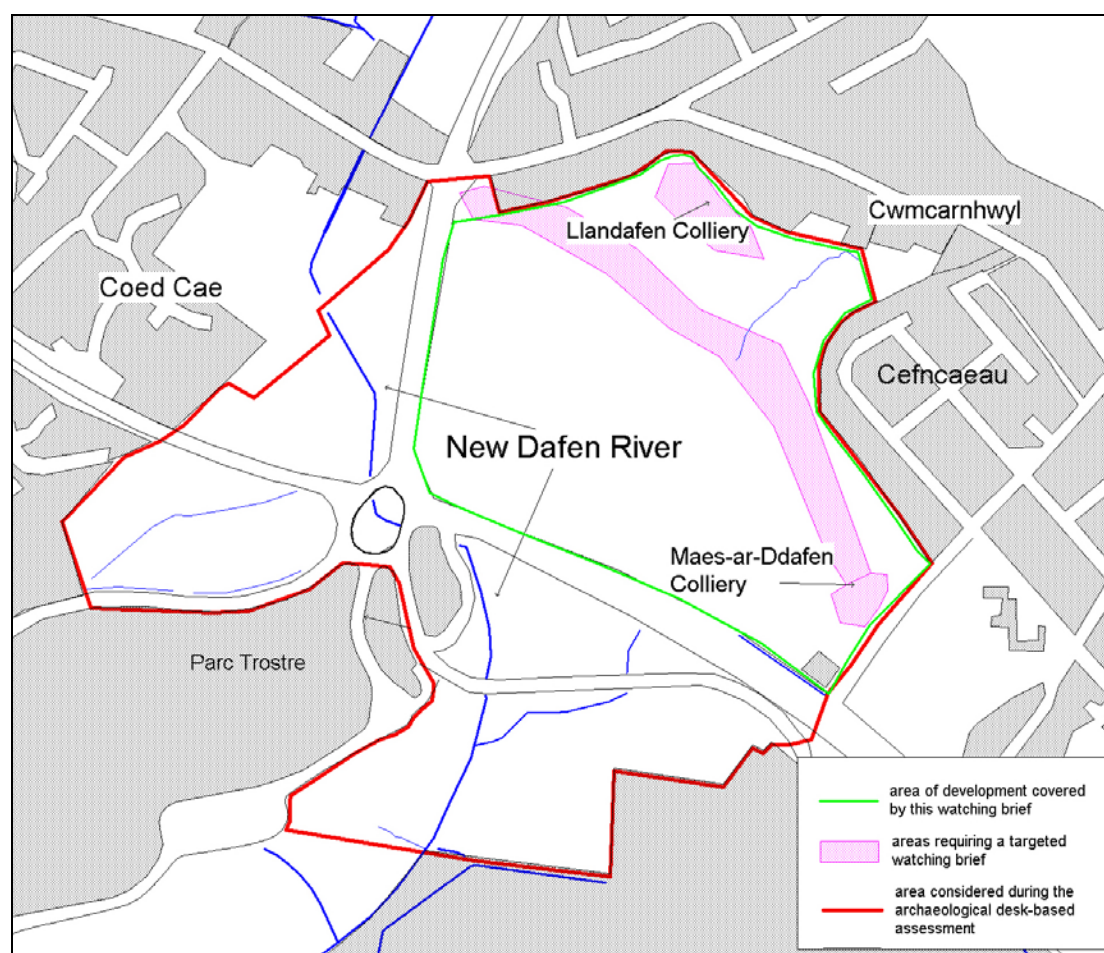 Cwmcarnhwyl
Llandafen Colliery
Coed Cae
Cefncaeau
New Dafen River
Maes-ar-Ddafen
Colliery
Parc Trostre
area of development covered
by this watching brief
areas requiring a targeted
watching brief
area considered during the
archaeological desk-based
assessment